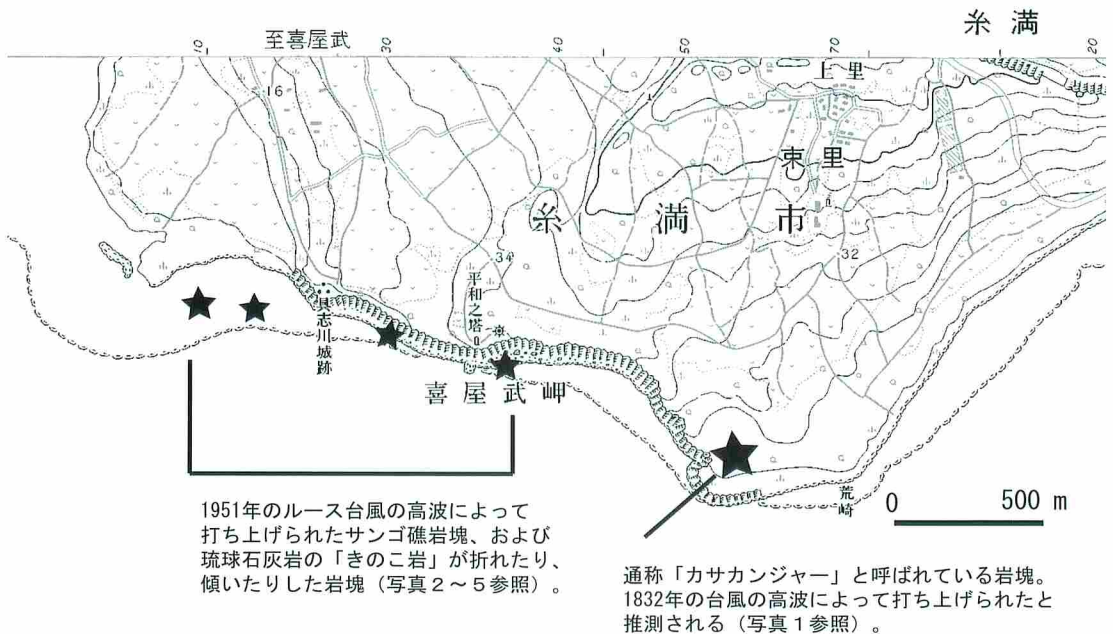 糸満
至喜屋武
10
30
40
50
70
20
16
上里
束里
糸満市
34
32
平和之塔
具志川城跡
喜屋武岬
荒崎
0 500 m
1951年のルース台風の高波によって
打ち上げられたサンゴ礁岩塊、および
琉球石灰岩の「きのこ岩」が折れたり、
傾いたりした岩塊（写真２～５参照）。
通称「カサカンジャー」と呼ばれている岩塊。
1832年の台風の高波によって打ち上げられたと
推測される（写真１参照）。